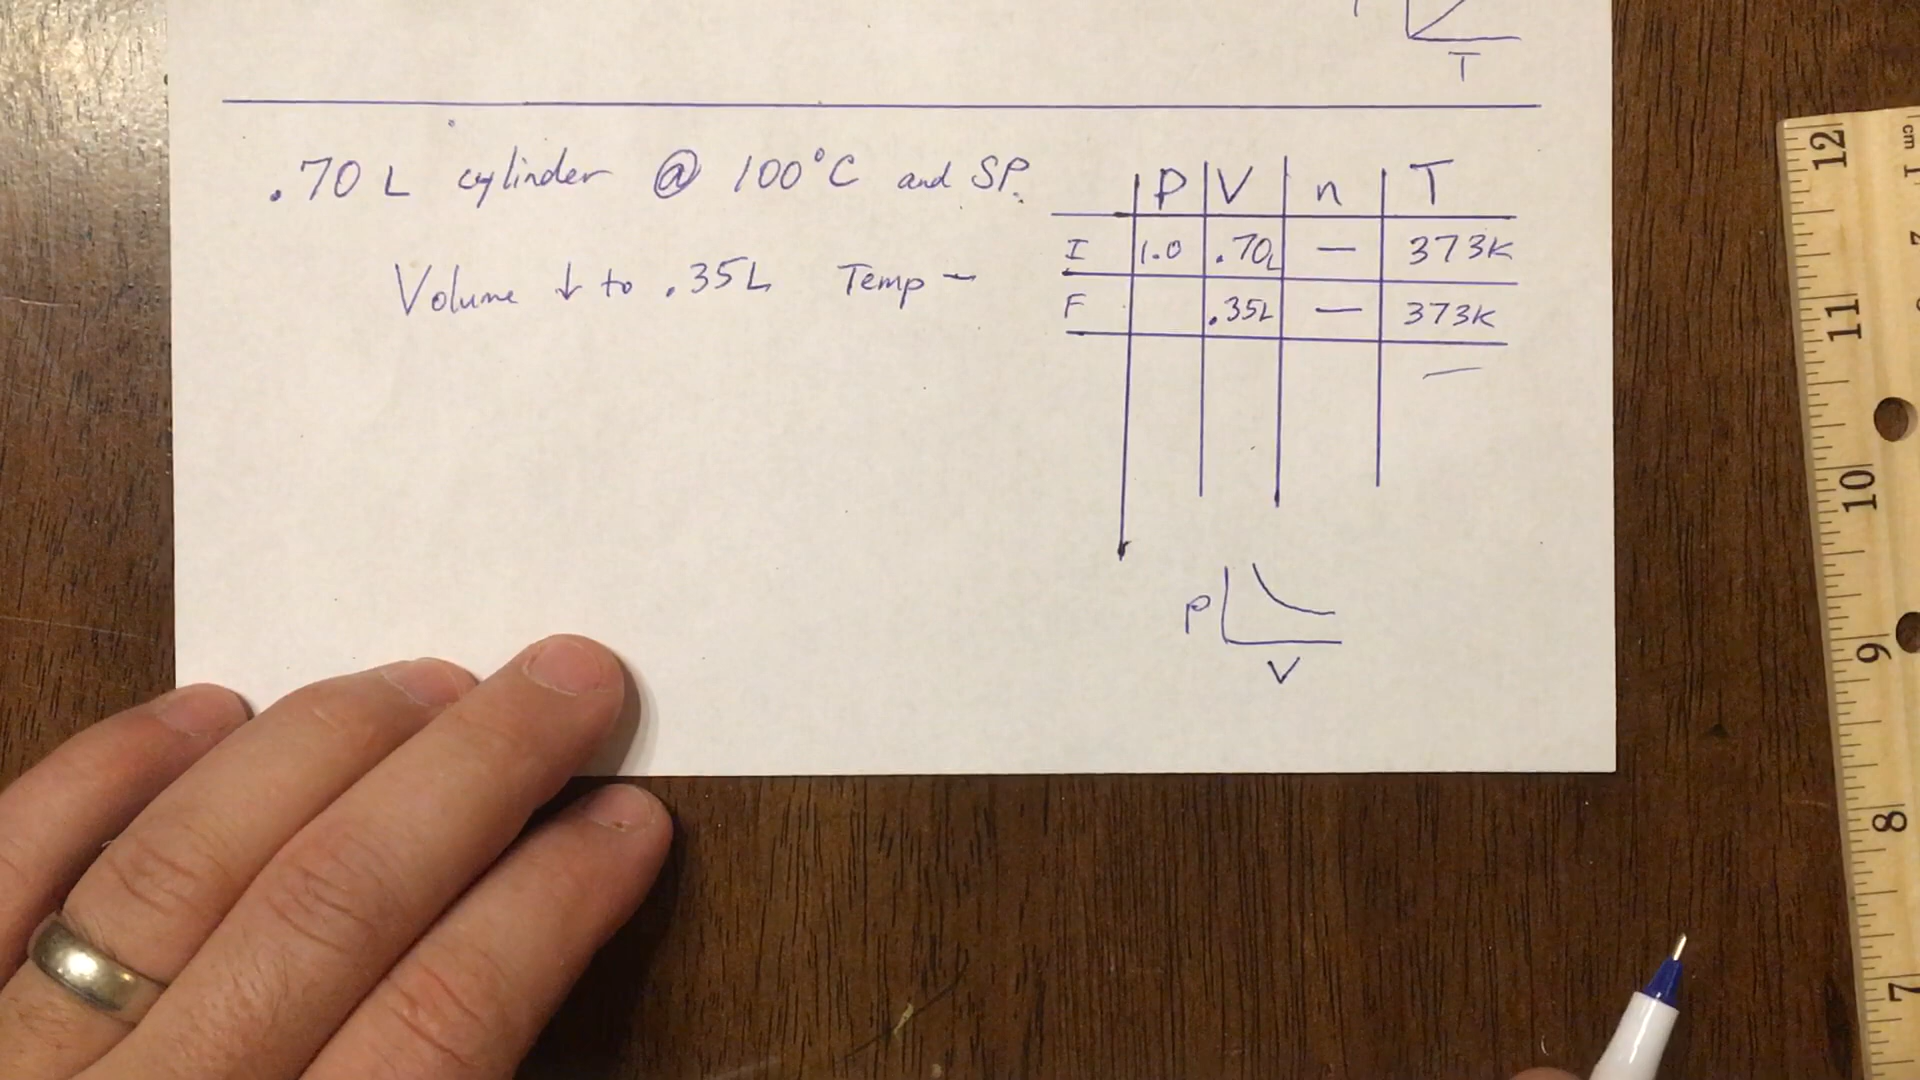 T
.70 L cylinder @ 100°C and SP.
Volume ↓ to .35L Temp -
P V n T
I 1.0 .70L — 373K
F .35L — 373K
P
V
12
11
10
9
8
7
cm